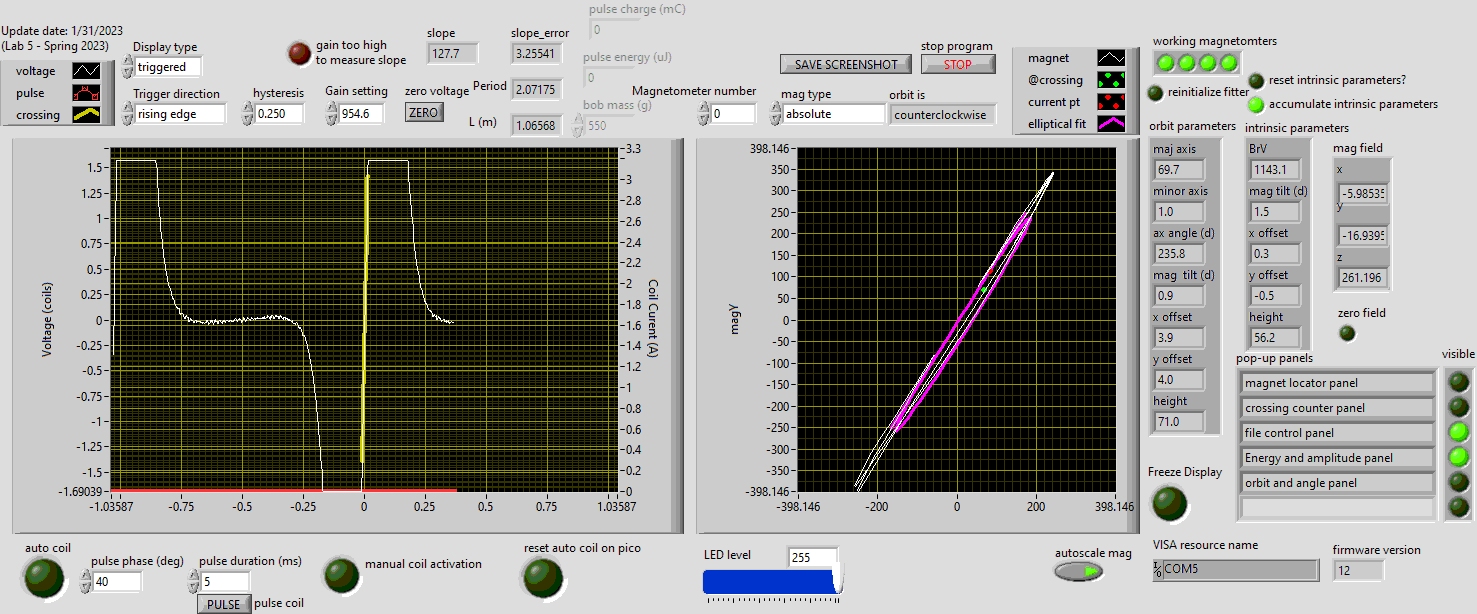 pulse charge (mC)
0
Update date: 1/31/2023
(Lab 5 - Spring 2023)
voltage
pulse
crossing
Display type
triggered
Trigger direction
rising edge
gain too high
to measure slope
hysteresis
0.250
Gain setting
954.6
slope
127.7
slope_error
3.25541
zero voltage
ZERO
Period
2.07175
L (m)
1.06568
pulse energy (uJ)
0
bob mass (g)
550
Magnetometer number
0
SAVE SCREENSHOT
stop program
STOP
mag type
absolute
orbit is
counterclockwise
magnet
@crossing
current pt
elliptical fit
working magnetomters
reinitialize fitter
reset intrinsic parameters?
accumulate intrinsic parameters
Voltage (coils)
1.5
1.25
1
0.75
0.5
0.25
0
-0.25
-0.5
-0.75
-1
-1.25
-1.5
-1.69039
-1.03587
-0.75
-0.5
-0.25
0
0.25
0.5
0.75
1.03587
3.3
3
2.8
2.6
2.4
2.2
2
1.8
1.6
1.4
1.2
1
0.8
0.6
0.4
0.2
0
Coil Current (A)
magy
398.146
350
300
250
200
150
100
50
0
-50
-100
-150
-200
-250
-300
-350
-398.146
-398.146
-200
0
200
398.146
orbit parameters
maj axis
69.7
minor axis
1.0
ax angle (d)
235.8
mag tilt (d)
0.9
x offset
3.9
y offset
4.0
height
71.0
intrinsic parameters
BrV
1143.1
mag tilt (d)
1.5
x offset
0.3
y offset
-0.5
height
56.2
mag field
x
-5.98535
y
-16.9395
z
261.196
zero field
pop-up panels
visible
magnet locator panel
crossing counter panel
file control panel
Energy and amplitude panel
orbit and angle panel
Freeze Display
auto coil
pulse phase (deg)
40
pulse duration (ms)
5
PULSE
pulse coil
manual coil activation
reset auto coil on pico
LED level
255
autoscale mag
VISA resource name
COM5
firmware version
12